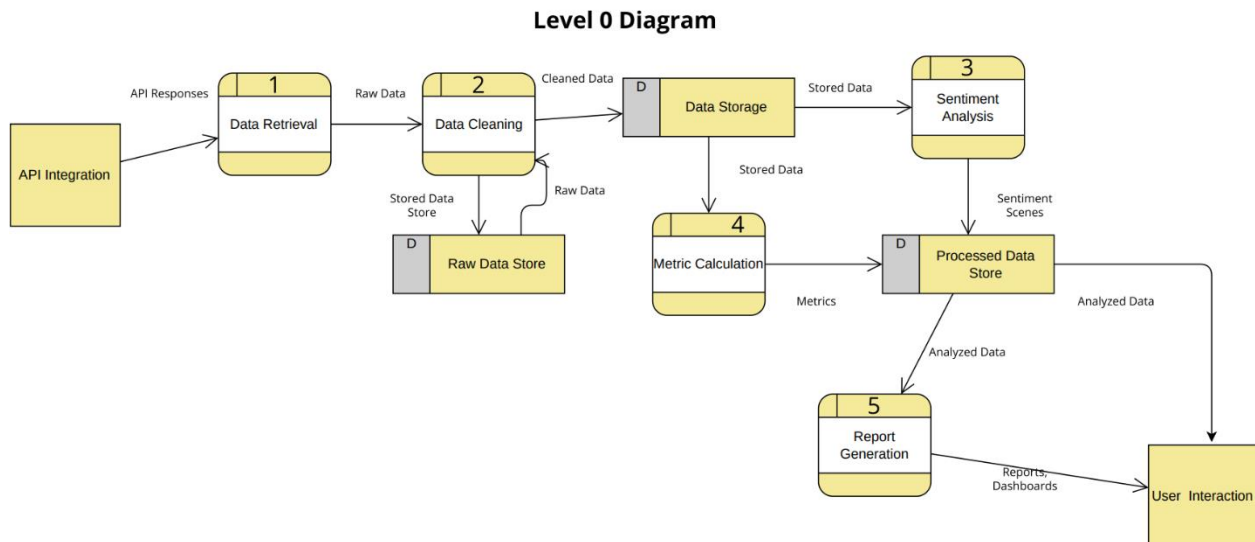 Level 0 Diagram
API Integration
API Responses
1
Data Retrieval
Raw Data
2
Data Cleaning
Cleaned Data
D
Data Storage
Stored Data
3
Sentiment
Analysis
Stored Data
Store
Raw Data
D
Raw Data Store
Stored Data
4
Metric Calculation
Metrics
Sentiment
Scenes
D
Processed Data
Store
Analyzed Data
Analyzed Data
5
Report
Generation
Reports,
Dashboards
User Interaction